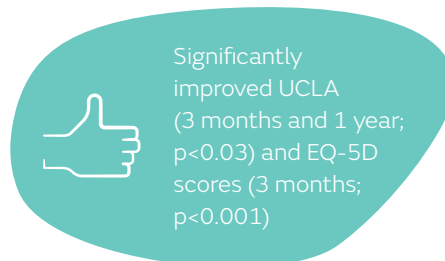 Significantly
improved UCLA
(3 months and 1 year;
p<0.03) and EQ-5D
scores (3 months;
p<0.001)